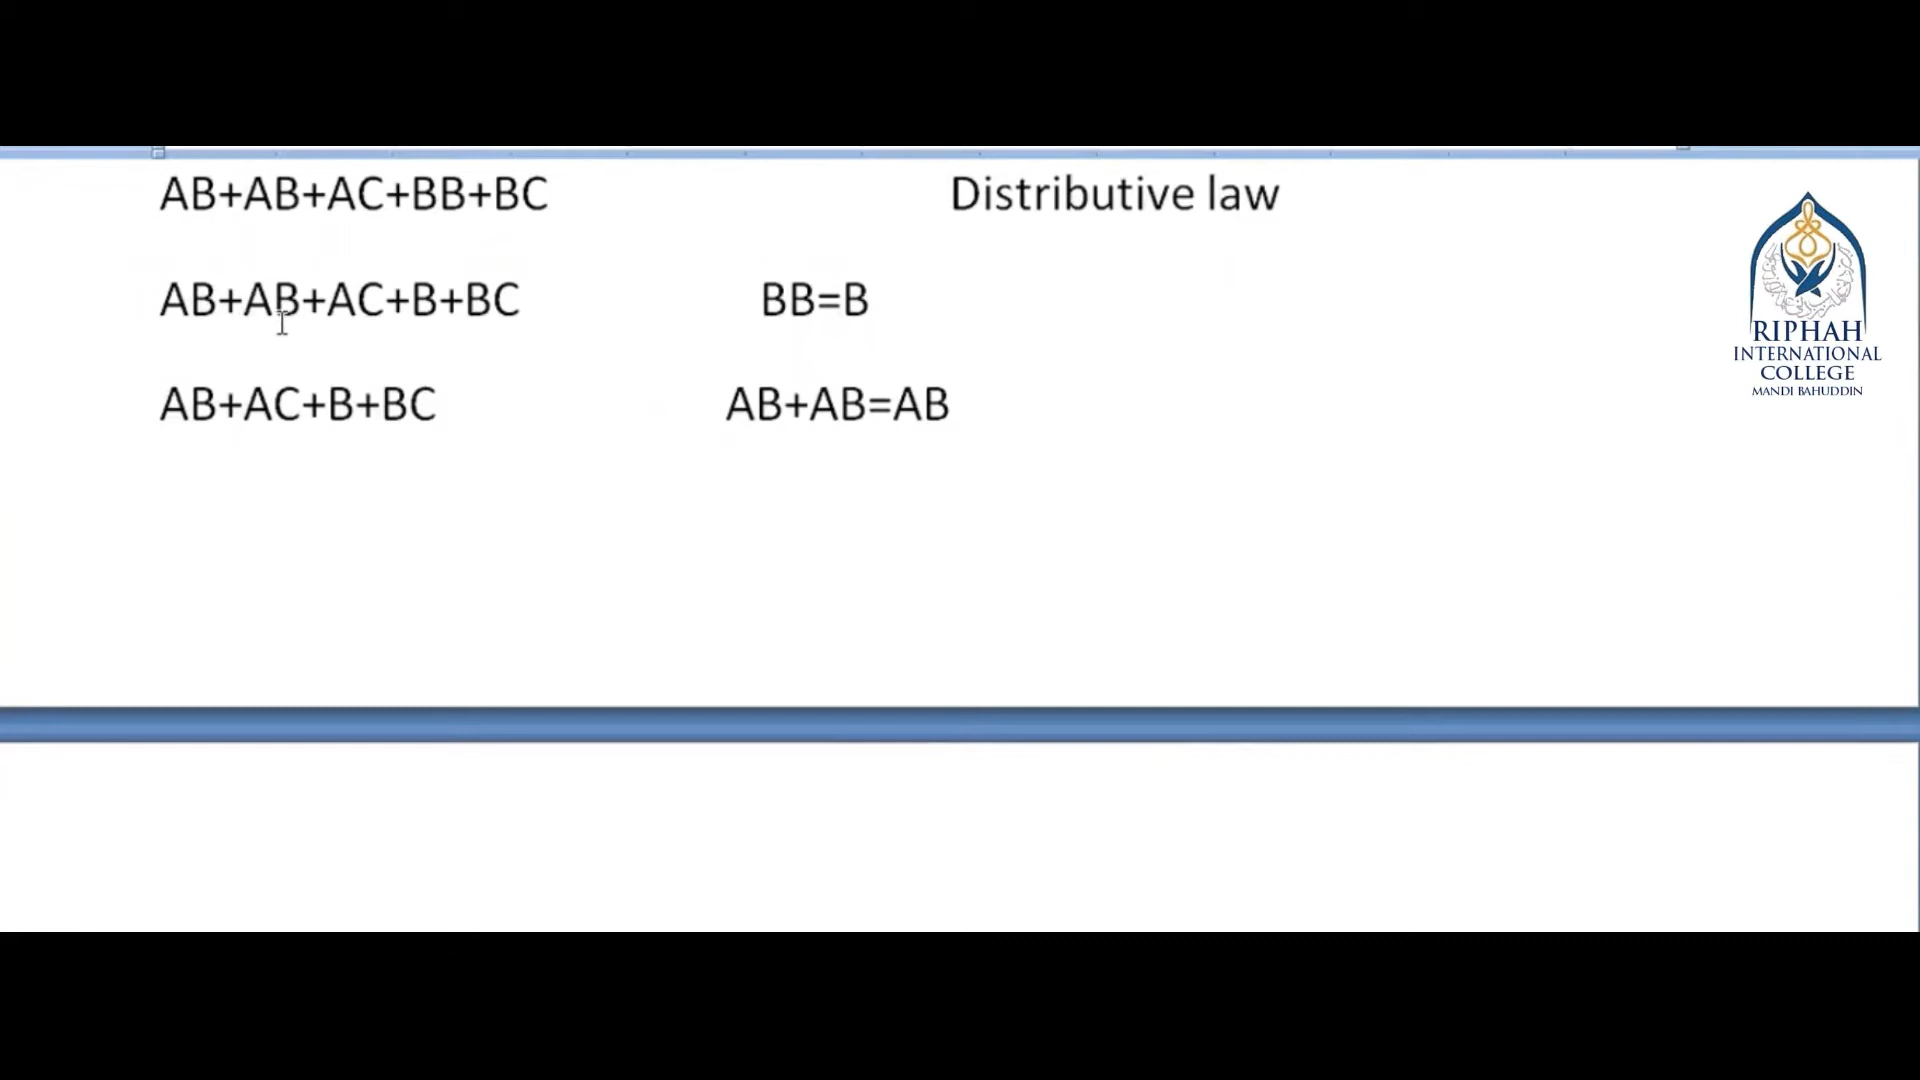 AB+AB+AC+BB+BC Distributive law
AB+AB+AC+B+BC BB=B
AB+AC+B+BC AB+AB=AB
RIPHAH
INTERNATIONAL
COLLEGE
MANDI BAHUDDIN